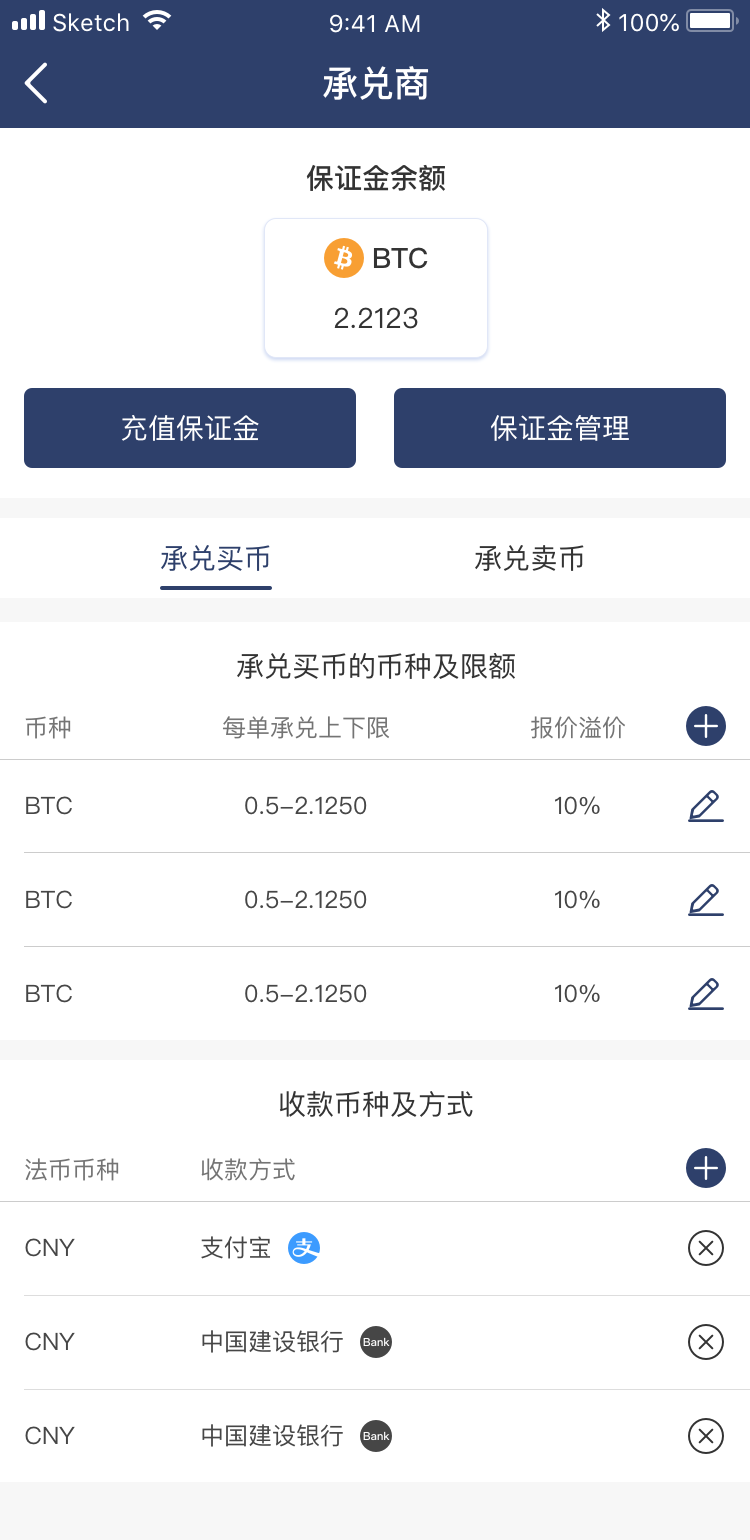 Sketch 9:41 AM 100%
承兑商
保证金余额
BTC
2.2123
充值保证金 保证金管理
承兑买币 承兑卖币
承兑买币的币种及限额
币种 每单承兑上下限 报价溢价
BTC 0.5–2.1250 10%
BTC 0.5–2.1250 10%
BTC 0.5–2.1250 10%
收款币种及方式
法币币种 收款方式
CNY 支付宝 支
CNY 中国建设银行 Bank
CNY 中国建设银行 Bank